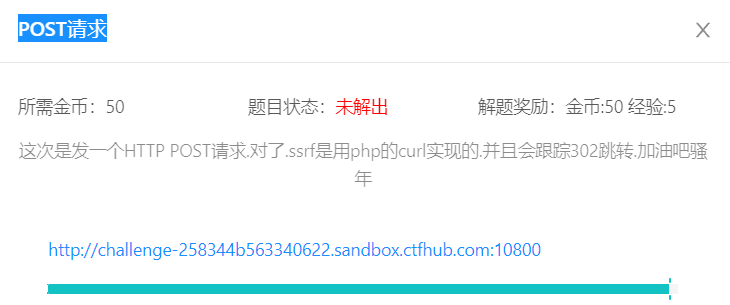 POST请求
所需金币：50 题目状态：未解出 解题奖励：金币:50 经验:5
这次是发一个HTTP POST请求.对了.ssrf是用php的curl实现的.并且会跟踪302跳转.加油吧骚
年
http://challenge-258344b563340622.sandbox.ctfhub.com:10800